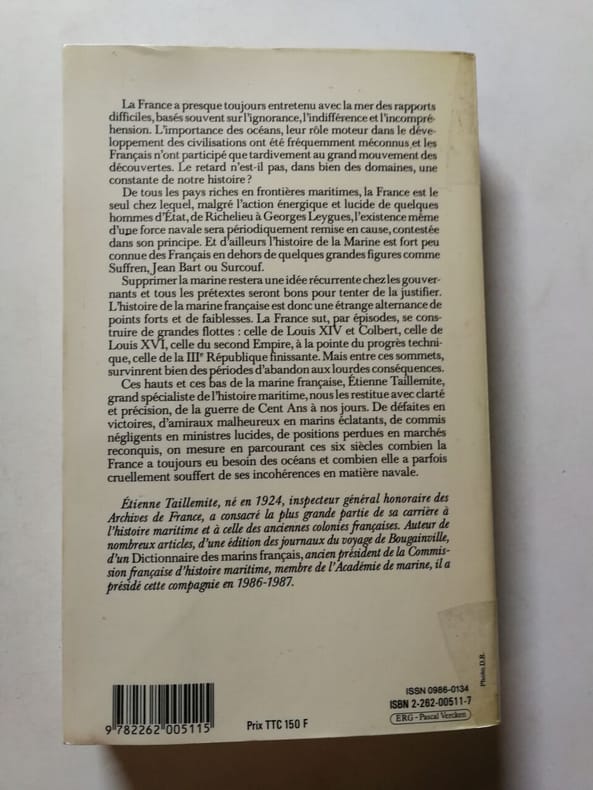 La France a presque toujours entretenu avec la mer des rapports
difficiles, basés souvent sur l'ignorance, l'indifférence et l'incompré-
hension. L'importance des océans, leur rôle moteur dans le déve-
loppement des civilisations ont été fréquemment méconnus et les
Français n'ont participé que tardivement au grand mouvement des
découvertes. Le retard n'est-il pas, dans bien des domaines, une
constante de notre histoire ?
De tous les pays riches en frontières maritimes, la France est le
seul chez lequel, malgré l'action énergique et lucide de quelques
hommes d'État, de Richelieu à Georges Leygues, l'existence même
d'une force navale sera périodiquement remise en cause, contestée
dans son principe. Et d'ailleurs l'histoire de la Marine est fort peu
connue des Français en dehors de quelques grandes figures comme
Suffren, Jean Bart ou Surcouf.
Supprimer la marine restera une idée récurrente chez les gouver-
nants et tous les prétextes seront bons pour tenter de la justifier.
L'histoire de la marine française est donc une étrange alternance de
points forts et de faiblesses. La France sut, par épisodes, se cons-
truire de grandes flottes : celle de Louis XIV et Colbert, celle de
Louis XVI, celle du second Empire, à la pointe du progrès techni-
que, celle de la IIIe République finissante. Mais entre ces sommets,
survinrent bien des périodes d'abandon aux lourdes conséquences.
Ces hauts et ces bas de la marine française, Étienne Taillemite,
grand spécialiste de l'histoire maritime, nous les restitue avec clarté
et précision, de la guerre de Cent Ans à nos jours. De défaites en
victoires, d'amiraux malheureux en marins éclatants, de commis
négligents en ministres lucides, de positions perdues en marchés
reconquis, on mesure en parcourant ces six siècles combien la
France a toujours eu besoin des océans et combien elle a parfois
cruellement souffert de ses incohérences en matière navale.
Étienne Taillemite, né en 1924, inspecteur général honoraire des
Archives de France, a consacré la plus grande partie de sa carrière à
l'histoire maritime et à celle des anciennes colonies françaises. Auteur de
nombreux articles, d'une édition des journaux du voyage de Bougainville,
d'un Dictionnaire des marins français, ancien président de la Commis-
sion française d'histoire maritime, membre de l'Académie de marine, il a
présidé cette compagnie en 1986-1987.
Photo D.R.
ISSN 0986-0134
ISBN 2-262-00511-7
ERG - Pascal Vercken
9 782262 005115
Prix TTC 150 F